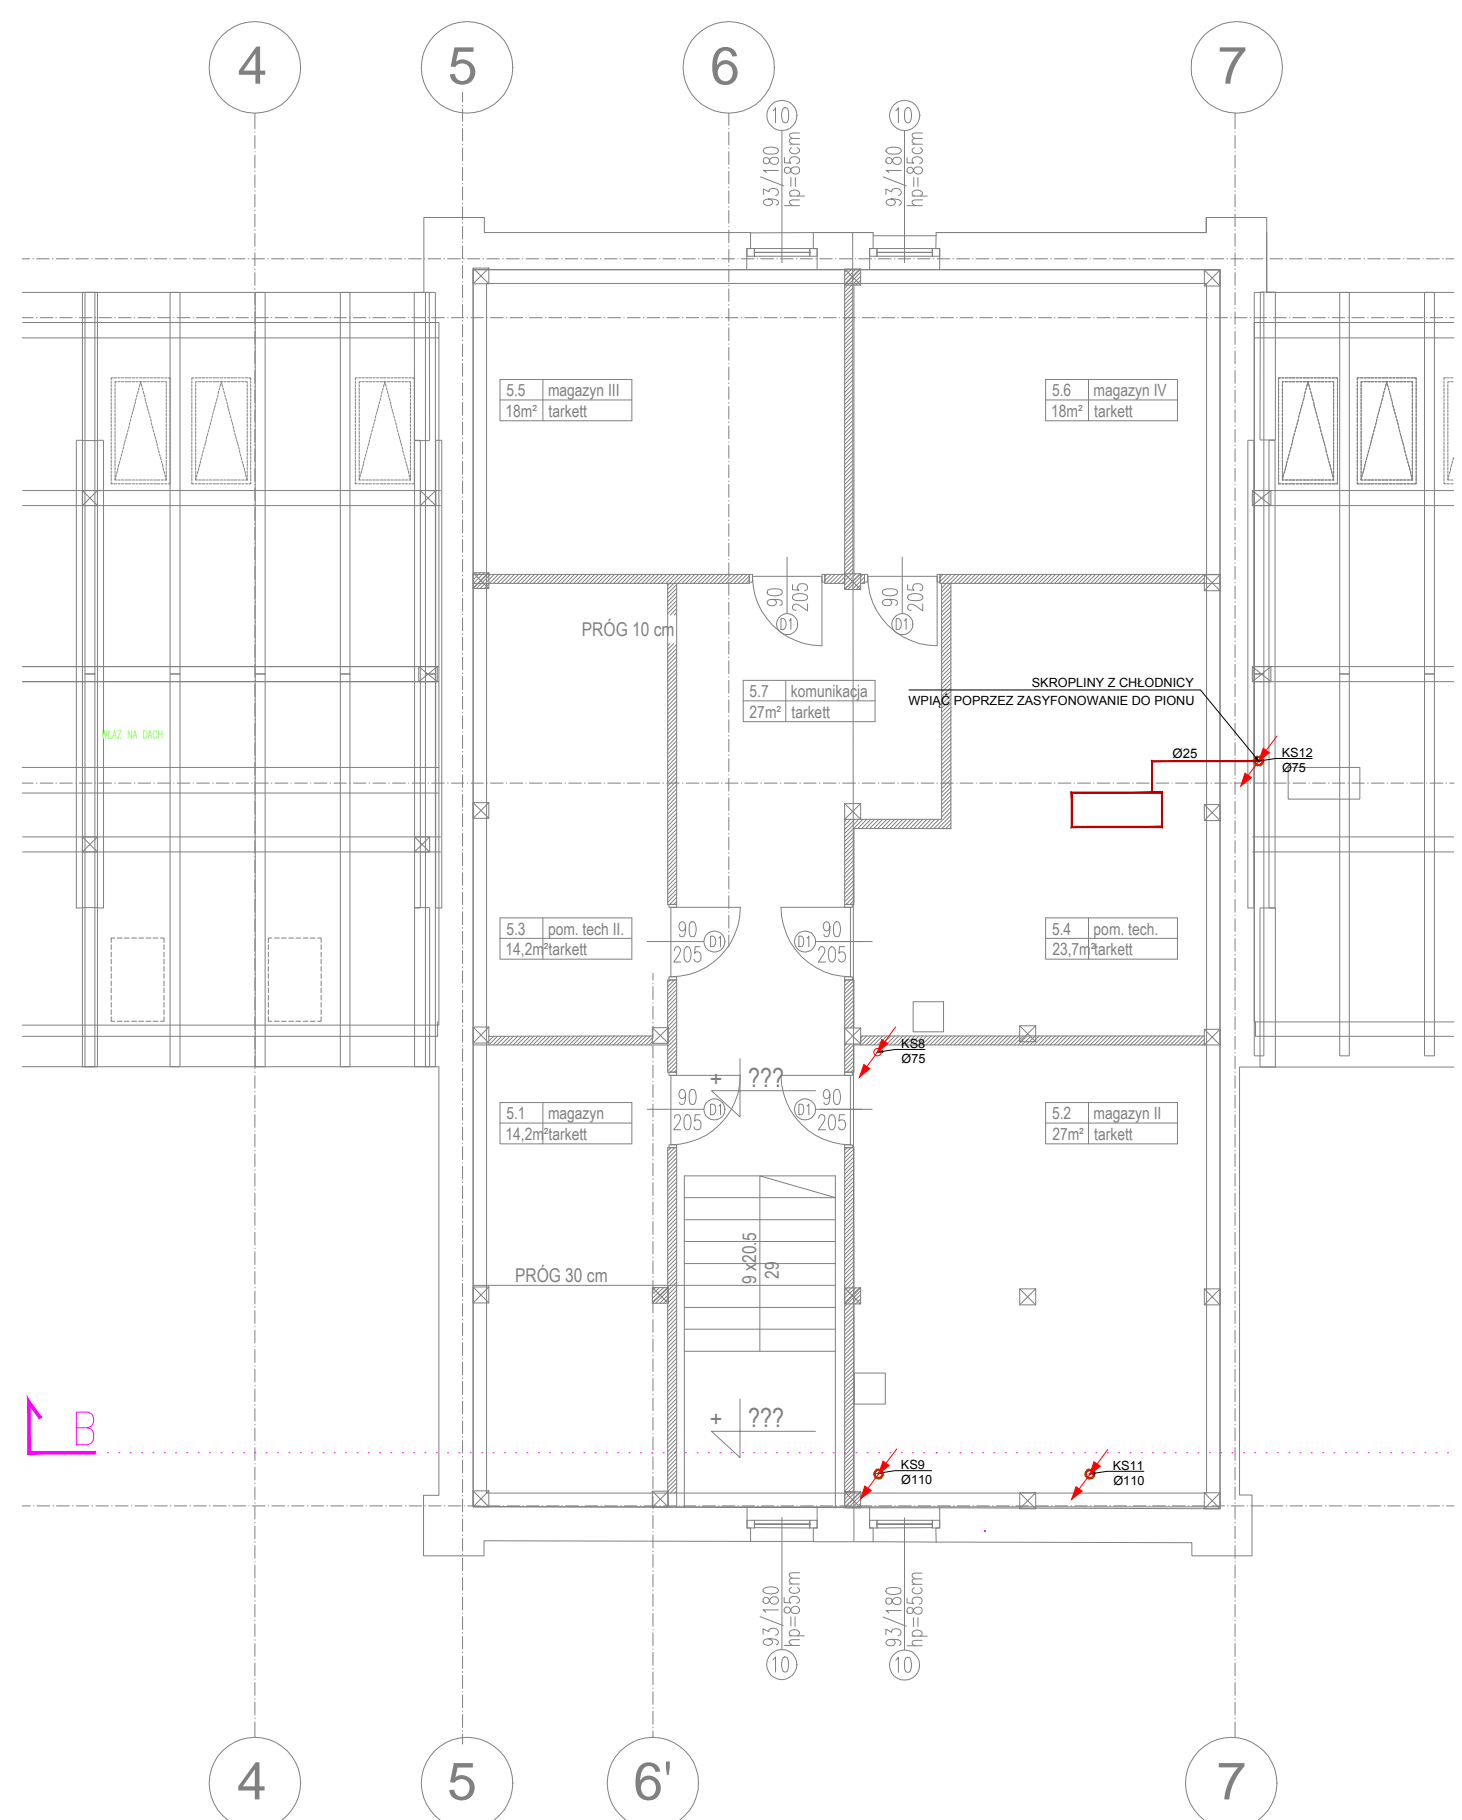 4
5
6
7
10
10
93/180
hp=85cm
93/180
hp=85cm
5.5 magazyn III
18m² tarkett
5.6 magazyn IV
18m² tarkett
90
205
D1
90
205
D1
PRÓG 10 cm
5.7 komunikacja
27m² tarkett
SKROPLINY Z CHŁODNICY
WPIĄĆ POPRZEZ ZASYFONOWANIE DO PIONU
WŁAZ NA DACH
Ø25
KS12
Ø75
5.3 pom. tech II.
14,2m² tarkett
90
205
D1
D1
90
205
5.4 pom. tech.
23,7m² tarkett
KS8
Ø75
+ ???
5.1 magazyn
14,2m² tarkett
90
205
D1
D1
90
205
5.2 magazyn II
27m² tarkett
9 x20.5
29
PRÓG 30 cm
B
+ ???
KS9
Ø110
KS11
Ø110
93/180
hp=85cm
93/180
hp=85cm
10
10
4
5
6'
7